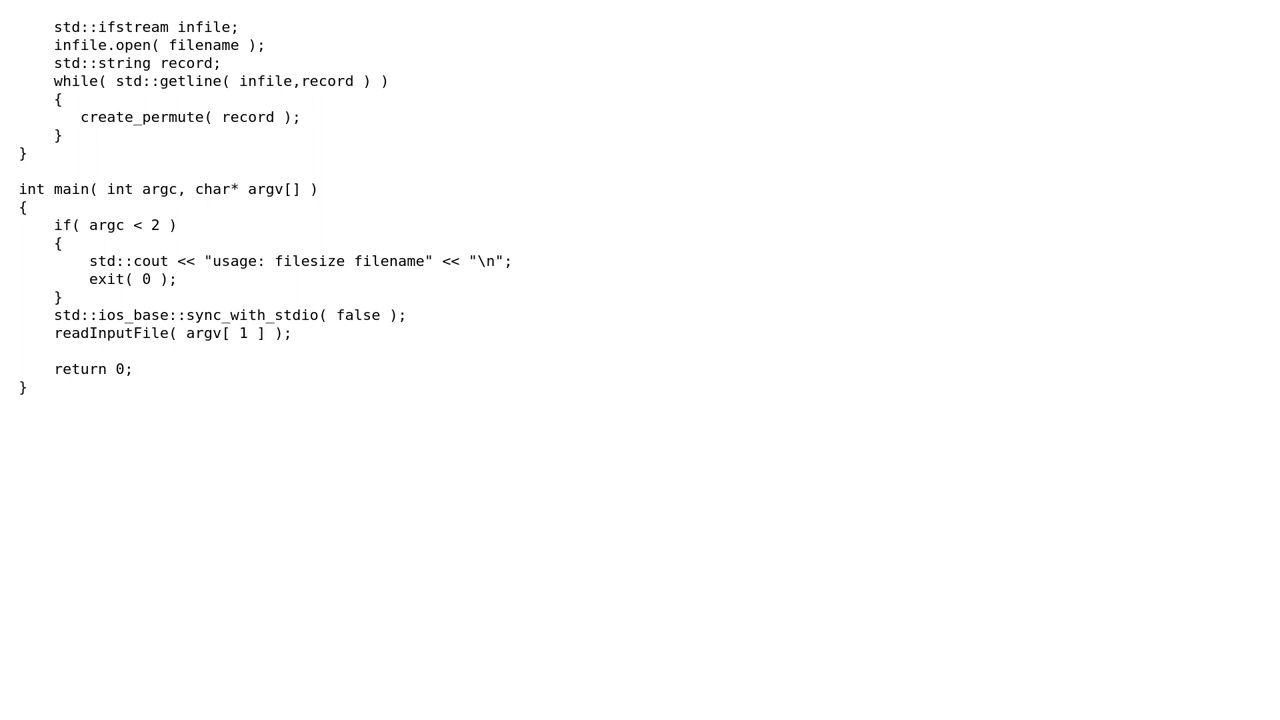 std::ifstream infile;
    infile.open( filename );
    std::string record;
    while( std::getline( infile,record ) )
    {
       create_permute( record );
    }
}

int main( int argc, char* argv[] )
{
    if( argc < 2 )
    {
        std::cout << "usage: filesize filename" << "\n";
        exit( 0 );
    }
    std::ios_base::sync_with_stdio( false );
    readInputFile( argv[ 1 ] );

    return 0;
}